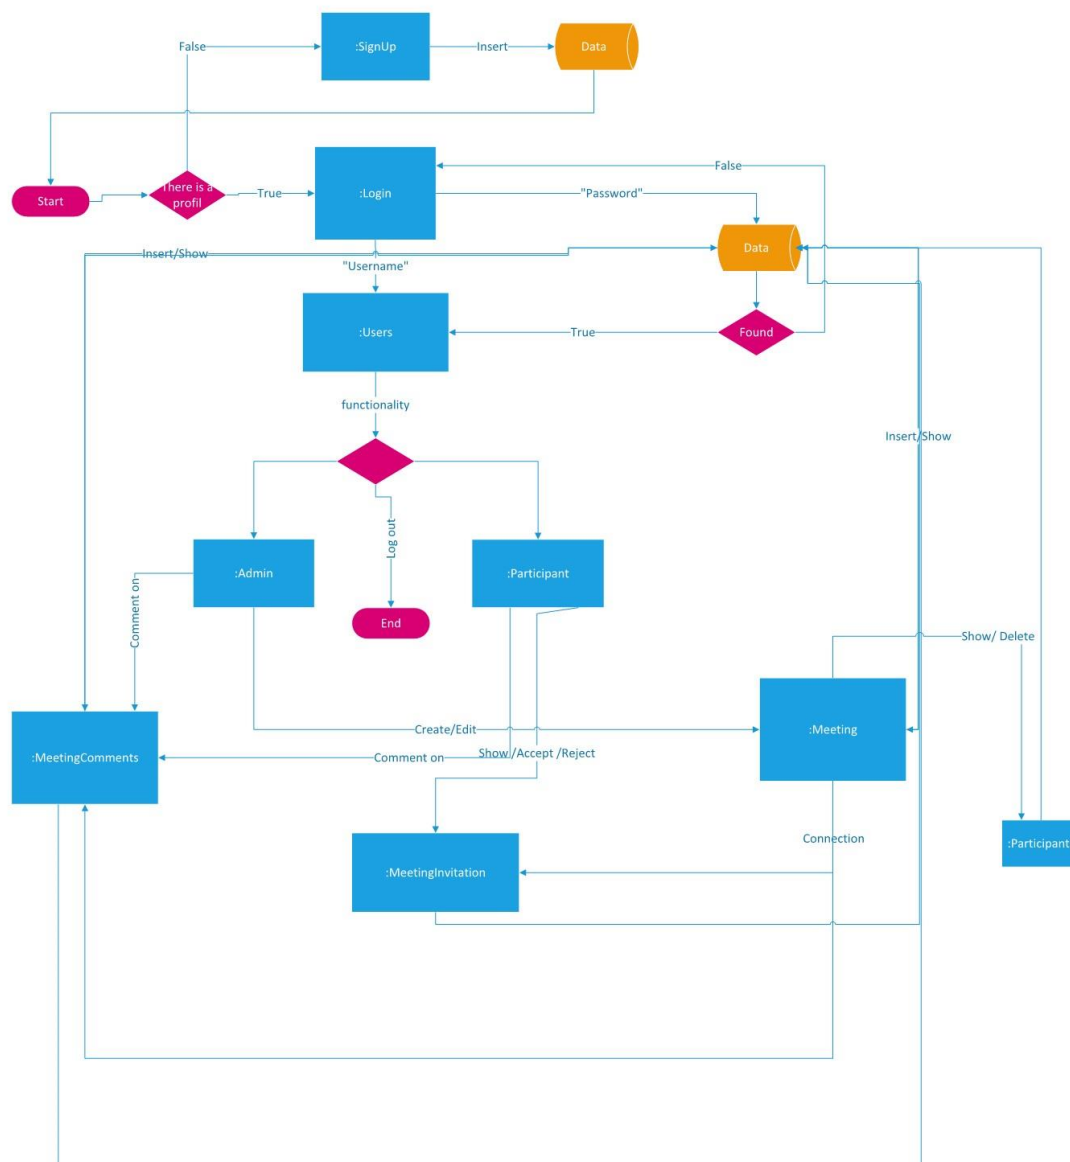 :SignUp
Insert
Data
False
Start
There is a
profil
True
:Login
False
"Password"
Insert/Show
Data
"Username"
:Users
True
Found
functionality
Insert/Show
Log out
:Admin
:Participant
Comment on
End
Show/ Delete
:MeetingComments
Create/Edit
:Meeting
Comment on
Show /Accept /Reject
Connection
:Participant
:MeetingInvitation